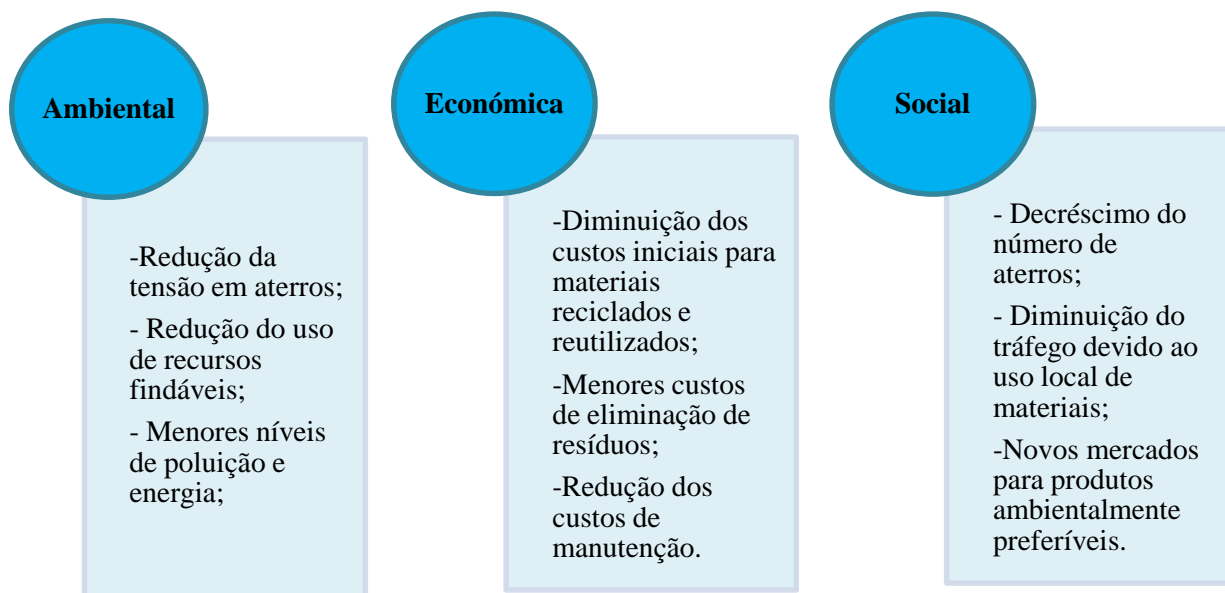 Ambiental
-Redução da
tensão em aterros;
- Redução do uso
de recursos
findáveis;
- Menores níveis
de poluição e
energia;
Económica
-Diminuição dos
custos iniciais para
materiais
reciclados e
reutilizados;
-Menores custos
de eliminação de
resíduos;
-Redução dos
custos de
manutenção.
Social
- Decréscimo do
número de
aterros;
- Diminuição do
tráfego devido ao
uso local de
materiais;
-Novos mercados
para produtos
ambientalmente
preferíveis.